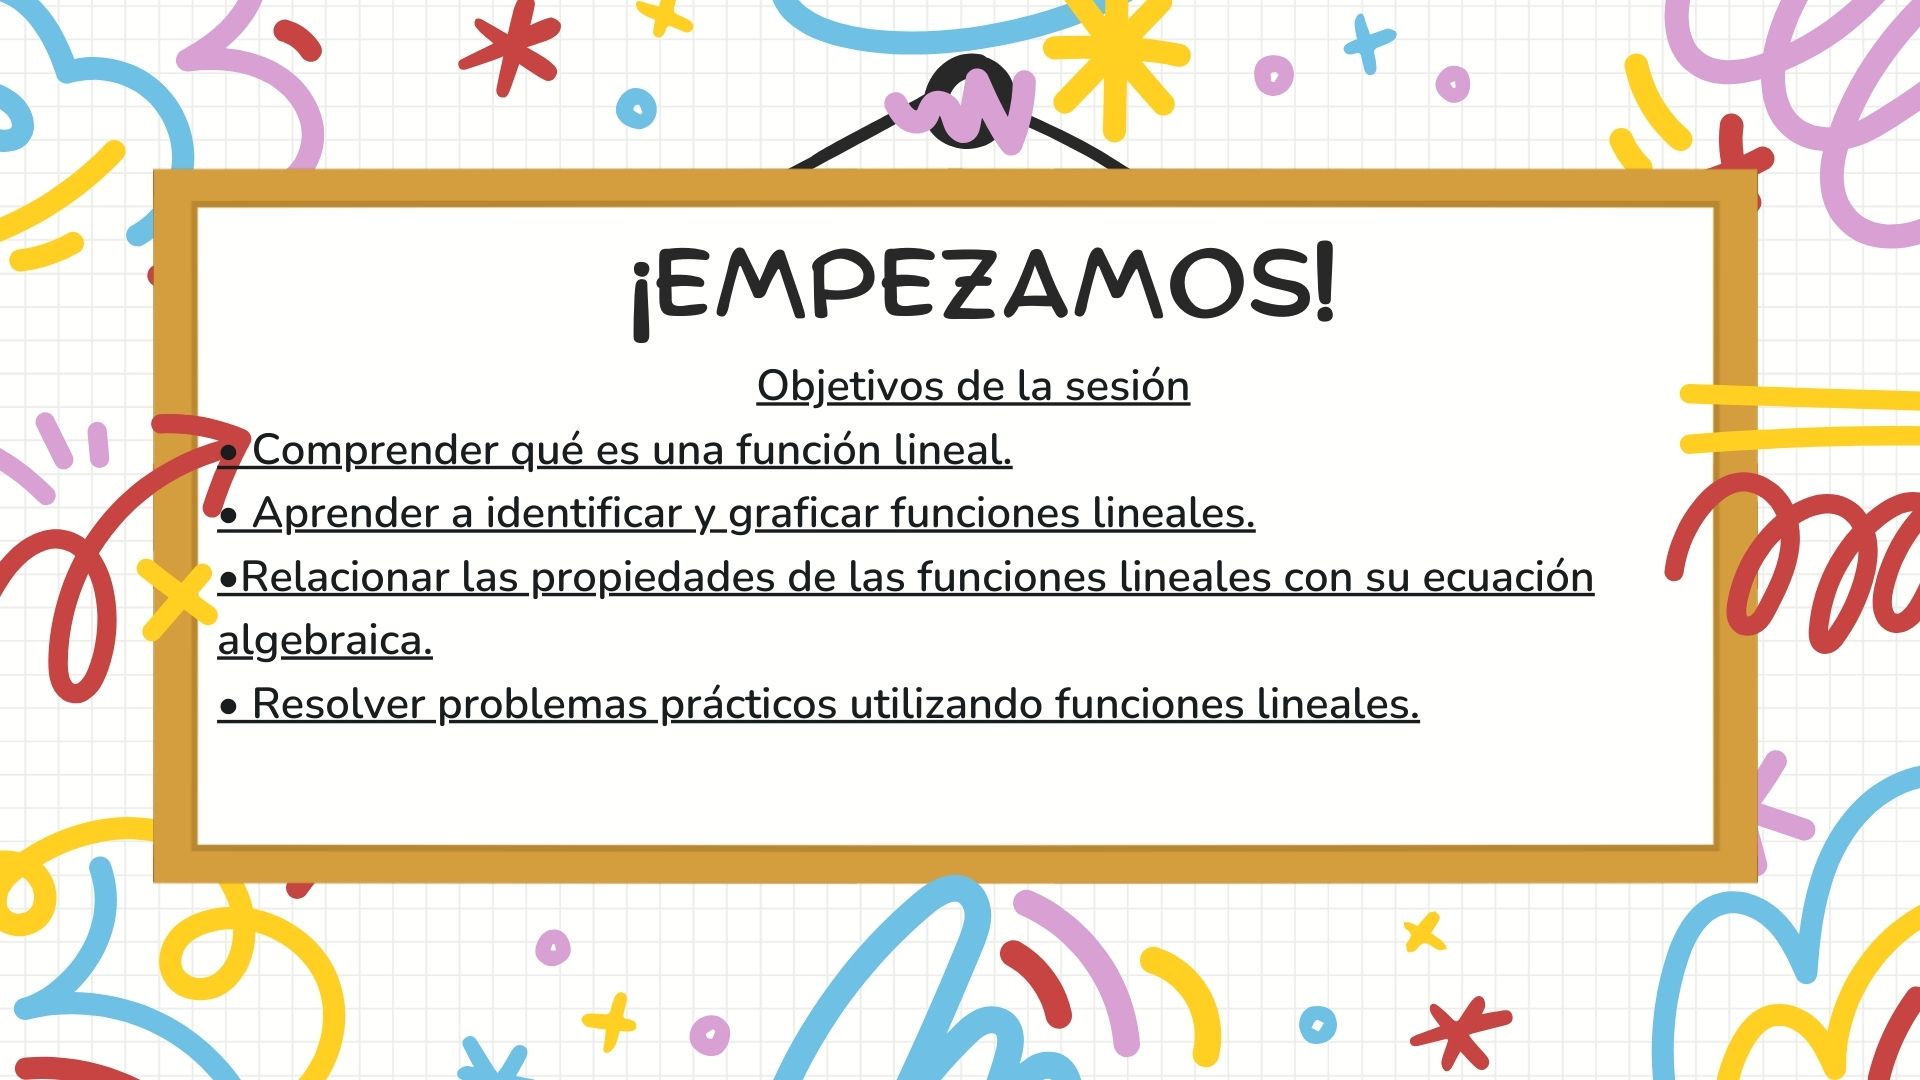 ¡EMPEZAMOS!
Objetivos de la sesión
• Comprender qué es una función lineal.
• Aprender a identificar y graficar funciones lineales.
•Relacionar las propiedades de las funciones lineales con su ecuación
algebraica.
• Resolver problemas prácticos utilizando funciones lineales.